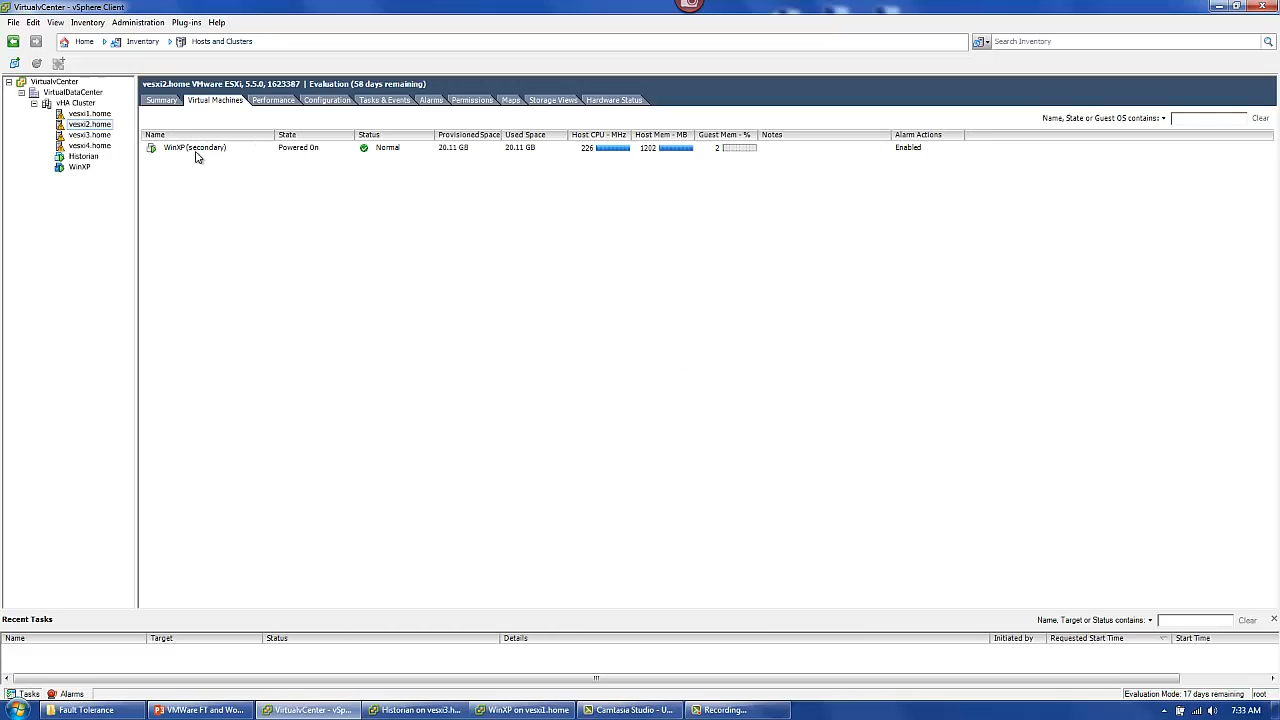 VirtualvCenter - vSphere Client
File Edit View Inventory Administration Plug-ins Help
Home Inventory Hosts and Clusters Search Inventory
VirtualvCenter
VirtualDataCenter
vHA Cluster
vesxi1.home
vesxi2.home
vesxi3.home
vesxi4.home
Historian
WinXP
vesxi2.home VMware ESXi, 5.5.0, 1623387 | Evaluation (58 days remaining)
Summary Virtual Machines Performance Configuration Tasks & Events Alarms Permissions Maps Storage Views Hardware Status
Name, State or Guest OS contains: Clear
Name State Status Provisioned Space Used Space Host CPU - MHz Host Mem - MB Guest Mem - % Notes Alarm Actions
WinXP(secondary) Powered On Normal 20.11 GB 20.11 GB 226 1202 2 Enabled
Recent Tasks
Name, Target or Status contains: Clear
Name Target Status Details Initiated by Requested Start Time Start Time
Tasks Alarms Evaluation Mode: 17 days remaining root
Fault Tolerance VMWare FT and Wo... VirtualvCenter - vSp... Historian on vesxi3.h... WinXP on vesxi1.home Camtasia Studio - U... Recording... 7:33 AM